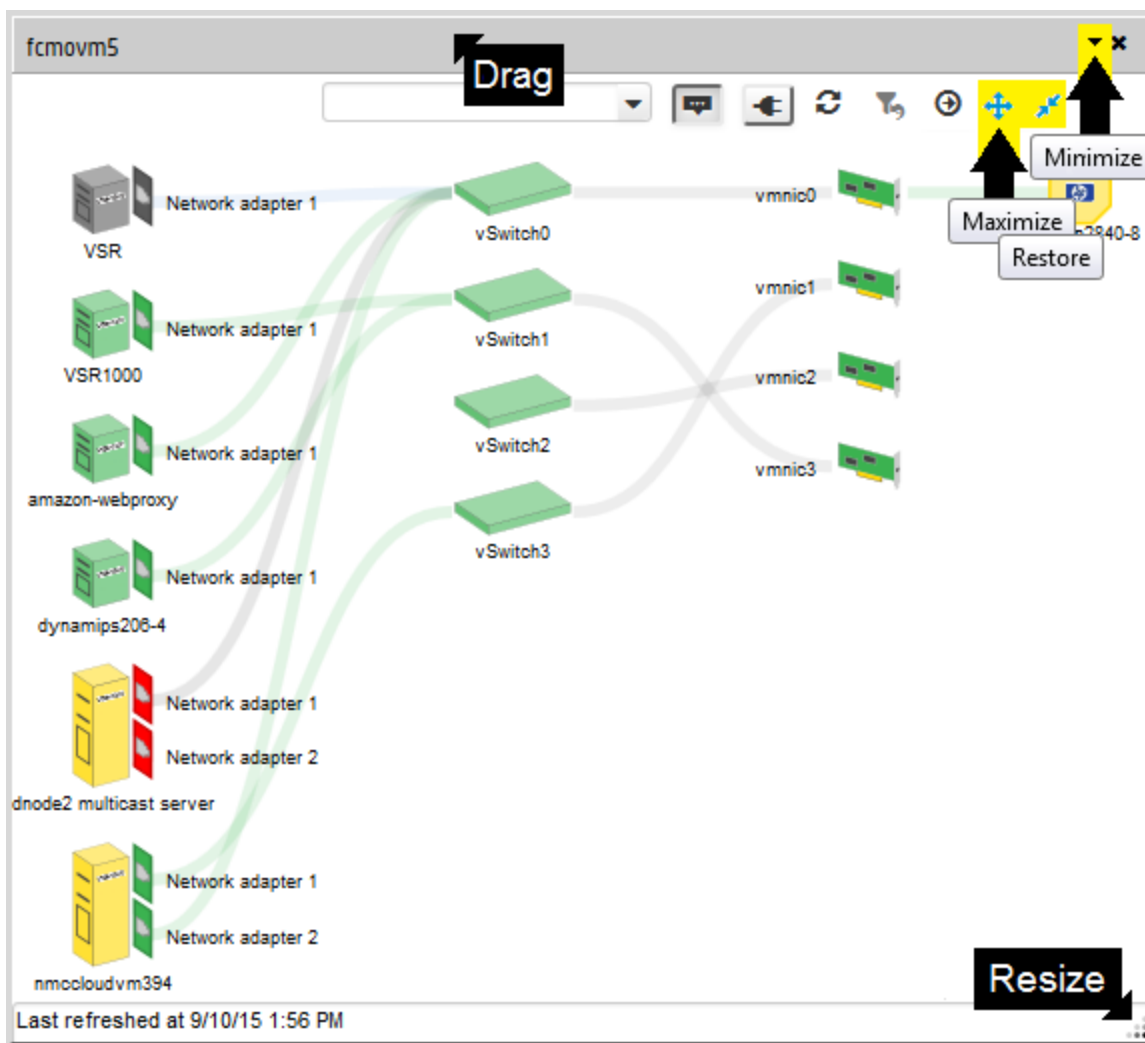 fcmovm5
Drag
Minimize
Maximize
Restore
Network adapter 1
VSR
vSwitch0
vmnic0
2840-8
Network adapter 1
VSR1000
vSwitch1
vmnic1
Network adapter 1
amazon-webproxy
vSwitch2
vmnic2
Network adapter 1
dynamips206-4
vSwitch3
vmnic3
Network adapter 1
Network adapter 2
dnode2 multicast server
Network adapter 1
Network adapter 2
nmccloudvm394
Resize
Last refreshed at 9/10/15 1:56 PM